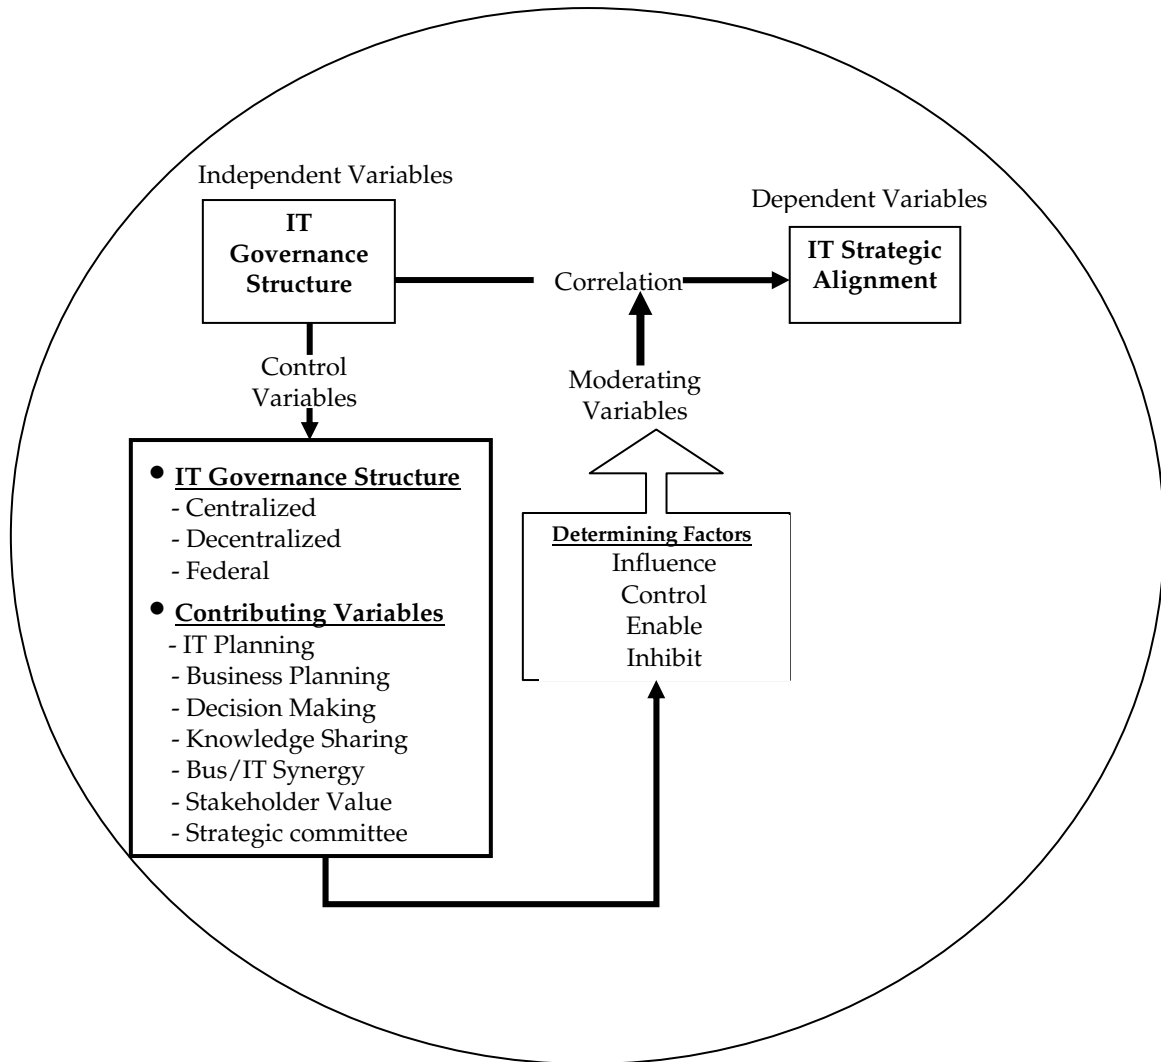 Independent Variables
IT
Governance
Structure
Dependent Variables
IT Strategic
Alignment
Correlation
Control
Variables
Moderating
Variables
• IT Governance Structure
- Centralized
- Decentralized
- Federal
• Contributing Variables
- IT Planning
- Business Planning
- Decision Making
- Knowledge Sharing
- Bus/IT Synergy
- Stakeholder Value
- Strategic committee
Determining Factors
Influence
Control
Enable
Inhibit